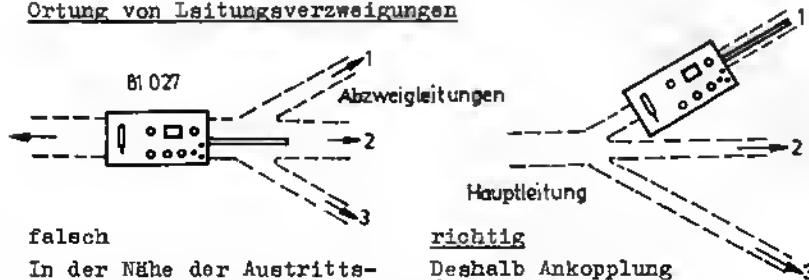 Ortung von Leitungsverzweigungen
81 027
1
Abzweigleitungen
2
3
1
2
Hauptleitung
falsch
In der Nähe der Austritts-
richtig
Deshalb Ankopplung